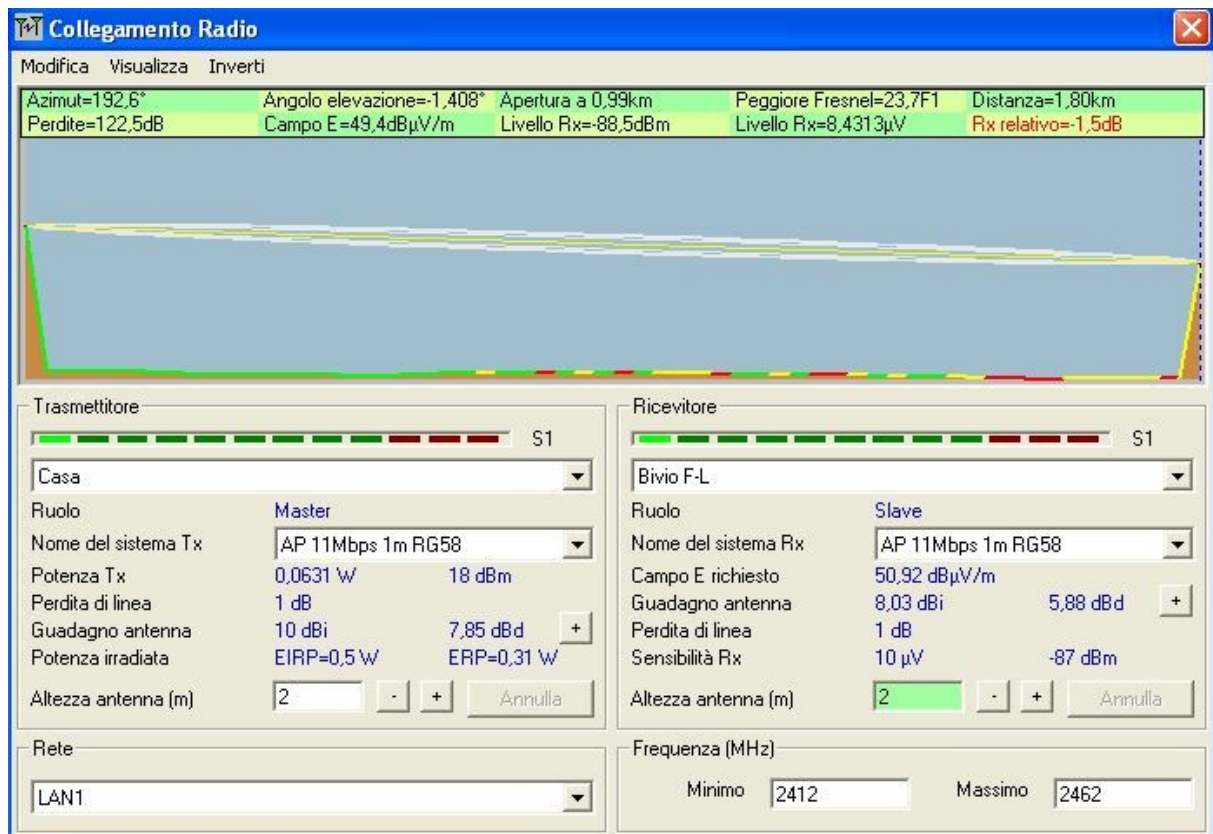 Collegamento Radio
Modifica Visualizza Inverti
Azimut=192,6° Angolo elevazione=-1,408° Apertura a 0,99km Peggiore Fresnel=23,7F1 Distanza=1,80km
Perdite=122,5dB Campo E=49,4dBµV/m Livello Rx=-88,5dBm Livello Rx=8,4313µV Rx relativo=-1,5dB
Trasmettitore
S1
Casa
Ruolo Master
Nome del sistema Tx AP 11Mbps 1m RG58
Potenza Tx 0,0631 W 18 dBm
Perdita di linea 1 dB
Guadagno antenna 10 dBi 7,85 dBd +
Potenza irradiata EIRP=0,5 W ERP=0,31 W
Altezza antenna (m) 2 - + Annulla
Rete
LAN1
Ricevitore
S1
Bivio F-L
Ruolo Slave
Nome del sistema Rx AP 11Mbps 1m RG58
Campo E richiesto 50,92 dBµV/m
Guadagno antenna 8,03 dBi 5,88 dBd +
Perdita di linea 1 dB
Sensibilità Rx 10 µV -87 dBm
Altezza antenna (m) 2 - + Annulla
Frequenza (MHz)
Minimo 2412 Massimo 2462